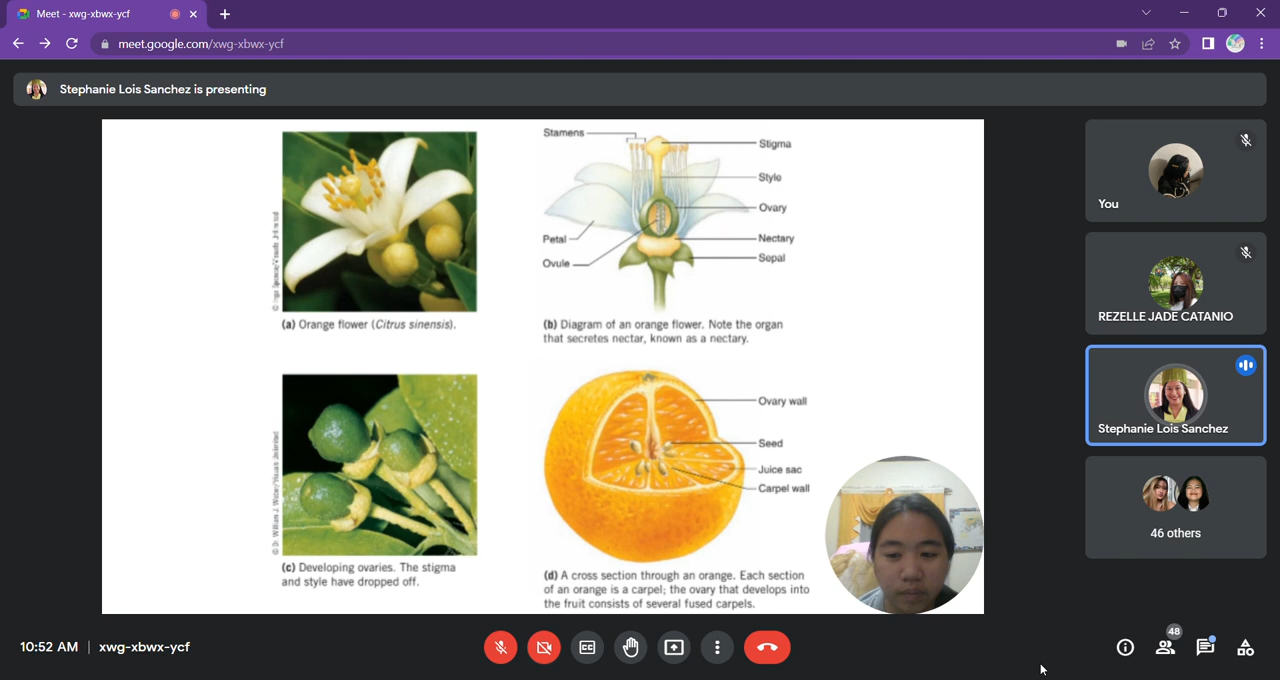 Meet - xwg-xbwx-ycf
meet.google.com/xwg-xbwx-ycf
Stephanie Lois Sanchez is presenting
Stamens
Stigma
Style
Ovary
Petal
Nectary
Ovule
Sepal
(a) Orange flower (Citrus sinensis).
(b) Diagram of an orange flower. Note the organ
that secretes nectar, known as a nectary.
Ovary wall
Seed
Juice sac
Carpel wall
© Dr. William J. Weber/Visuals Unlimited
(c) Developing ovaries. The stigma
and style have dropped off.
(d) A cross section through an orange. Each section
of an orange is a carpel; the ovary that develops into
the fruit consists of several fused carpels.
You
REZELLE JADE CATANIO
Stephanie Lois Sanchez
46 others
10:52 AM | xwg-xbwx-ycf
48